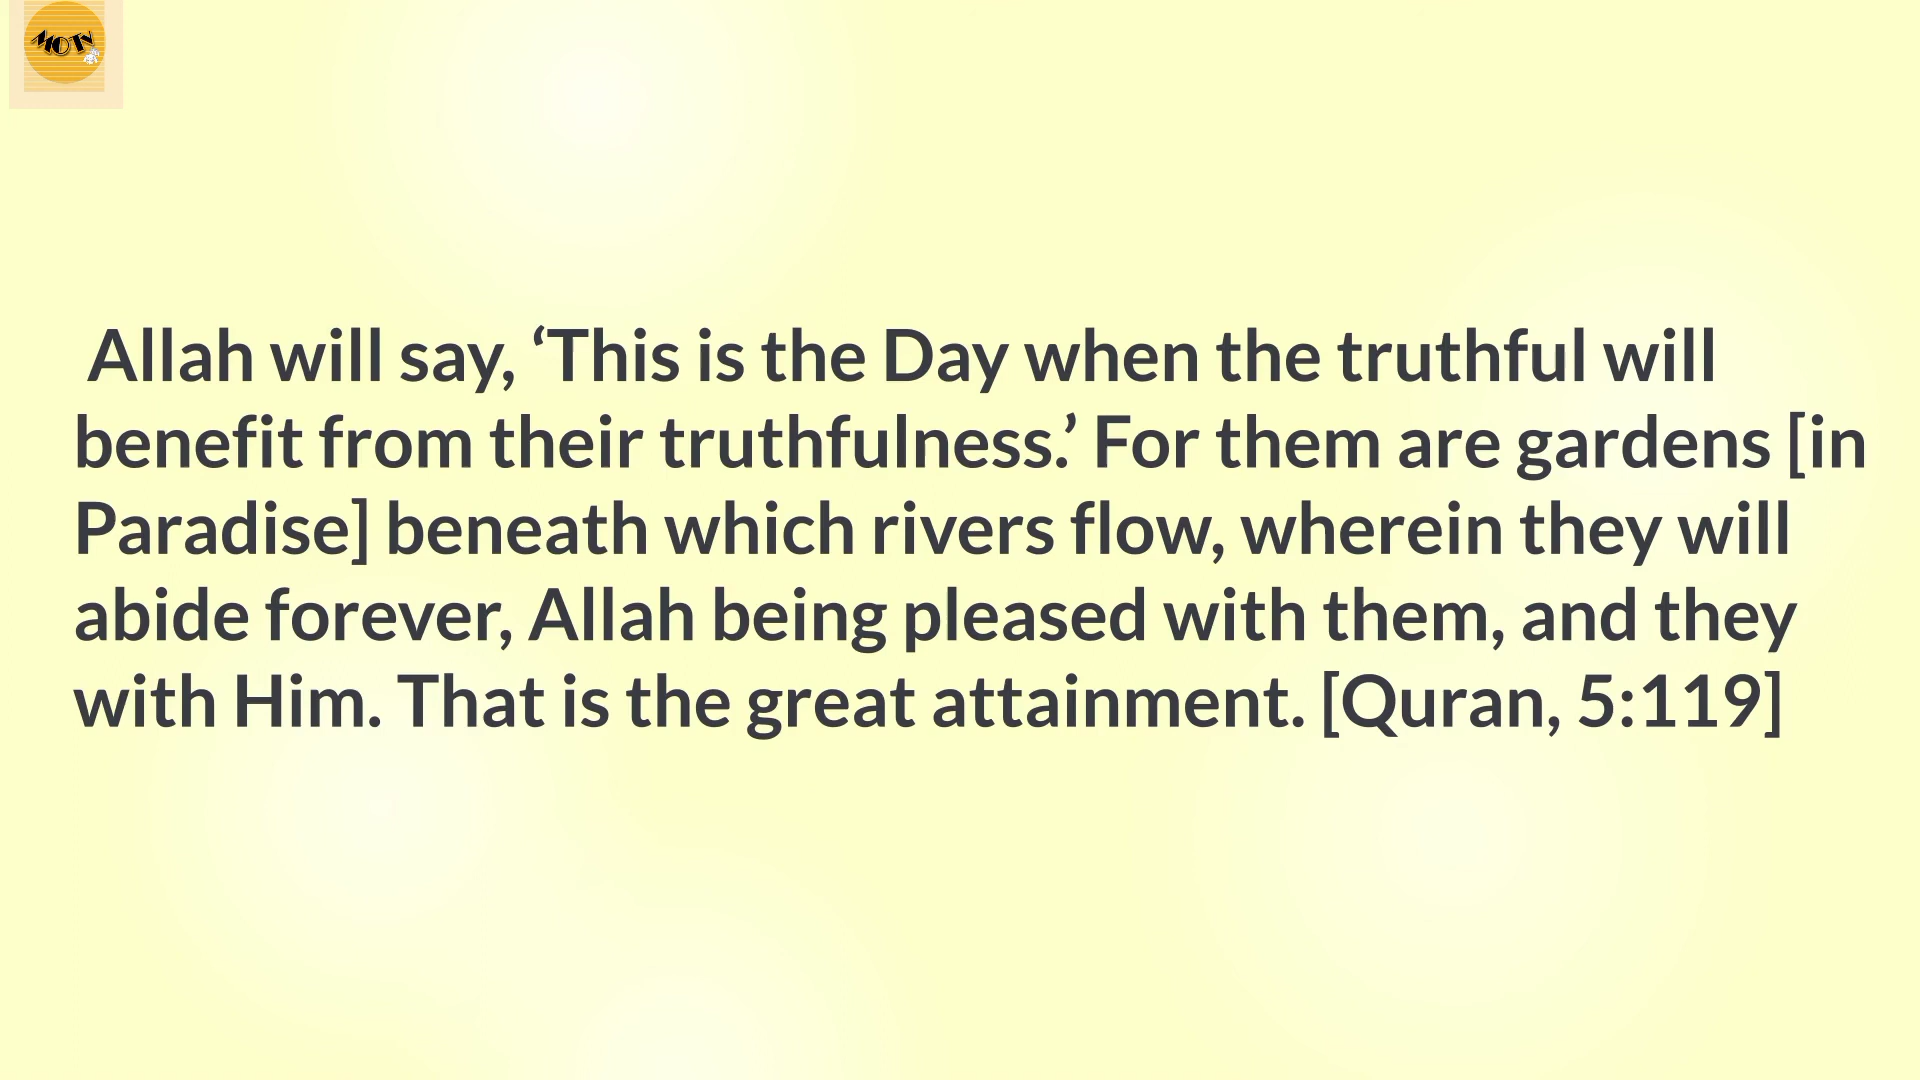 MOTV
Allah will say, ‘This is the Day when the truthful will
benefit from their truthfulness.’ For them are gardens [in
Paradise] beneath which rivers flow, wherein they will
abide forever, Allah being pleased with them, and they
with Him. That is the great attainment. [Quran, 5:119]